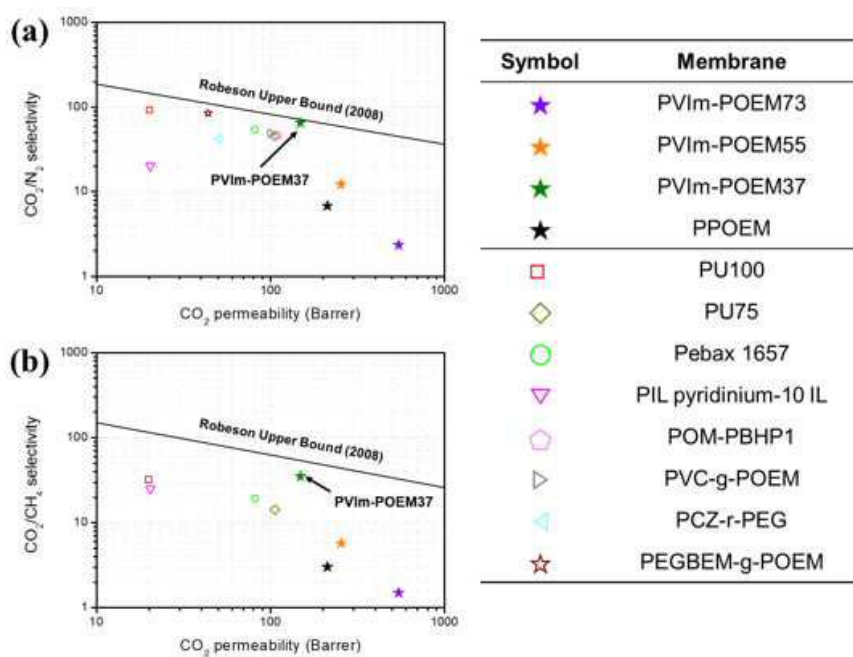 (a)
1000
100
10
1
CO₂/N₂ selectivity
Robeson Upper Bound (2008)
PVIm-POEM37
10 100 1000
CO₂ permeability (Barrer)
(b)
1000
100
10
1
CO₂/CH₄ selectivity
Robeson Upper Bound (2008)
PVIm-POEM37
10 100 1000
CO₂ permeability (Barrer)
Symbol Membrane
PVIm-POEM73
PVIm-POEM55
PVIm-POEM37
PPOEM
PU100
PU75
Pebax 1657
PIL pyridinium-10 IL
POM-PBHP1
PVC-g-POEM
PCZ-r-PEG
PEGBEM-g-POEM